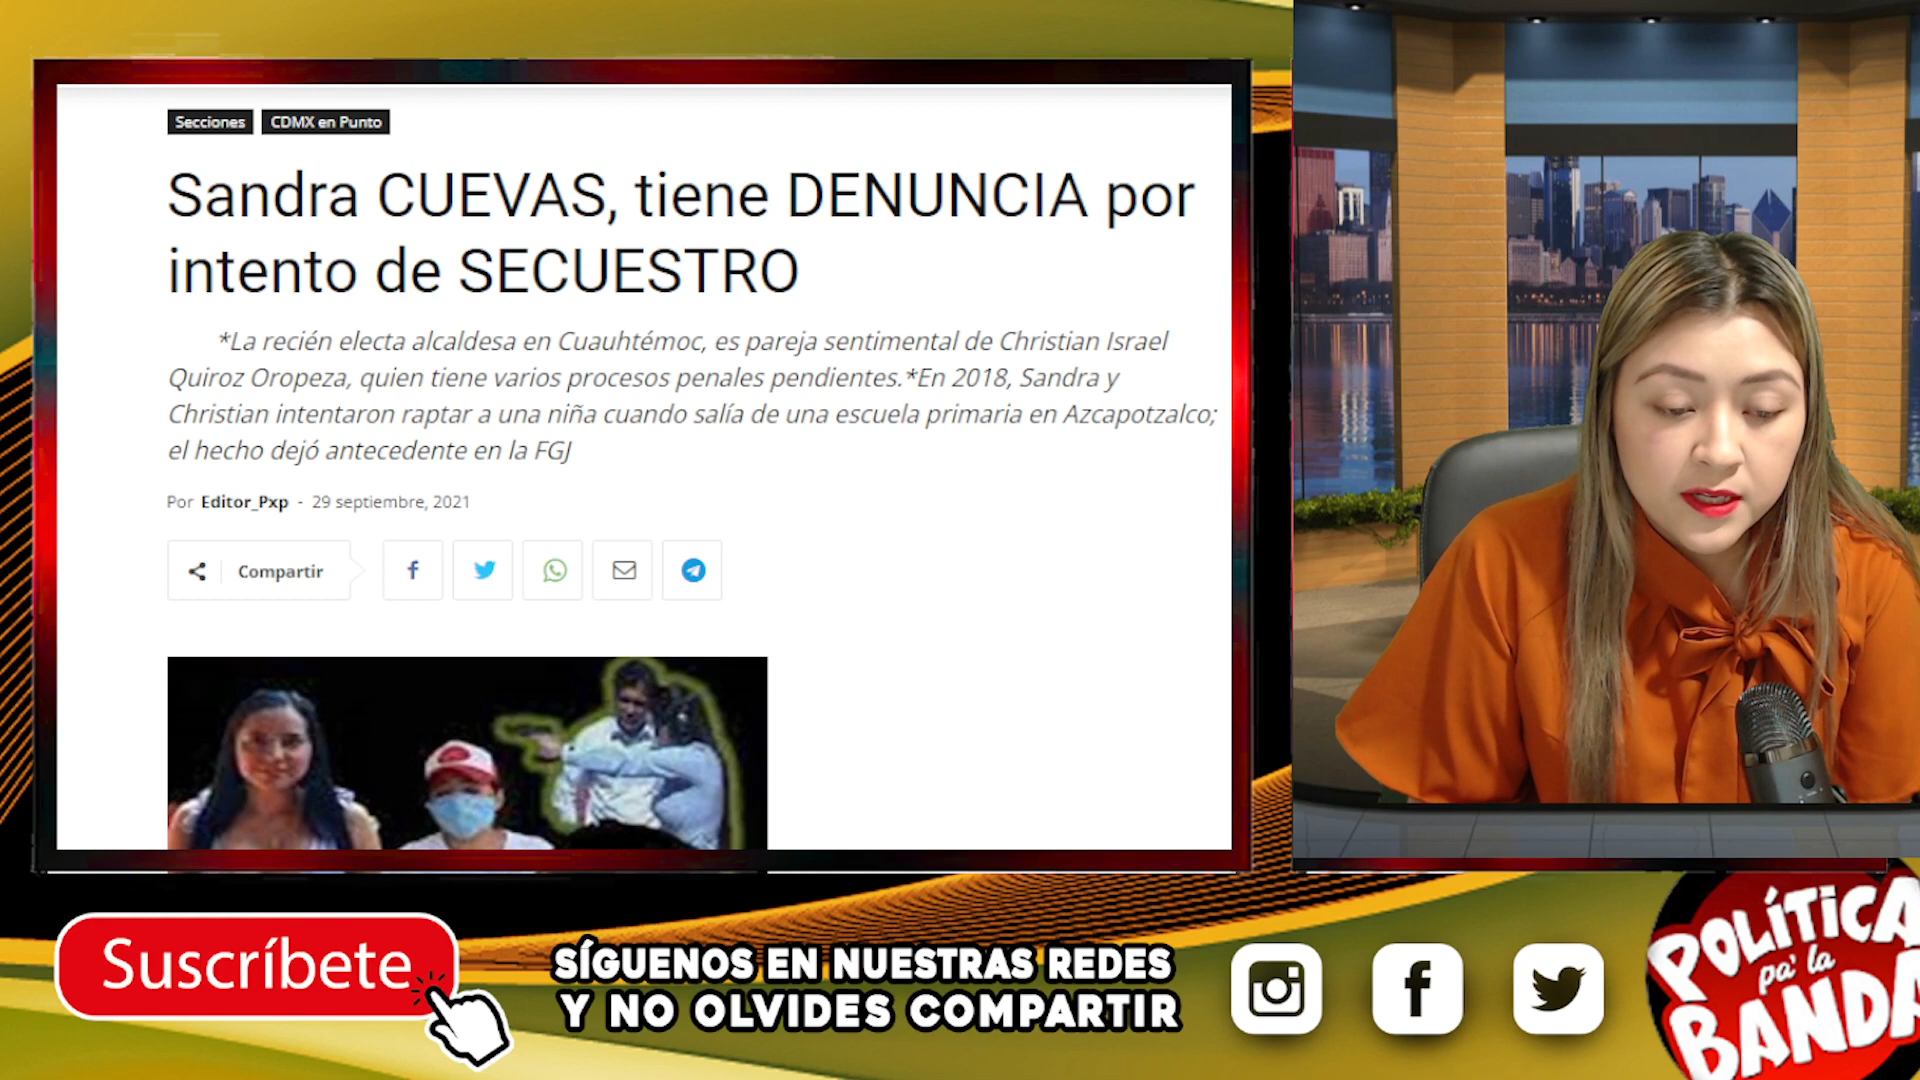 Secciones CDMX en Punto
Sandra CUEVAS, tiene DENUNCIA por
intento de SECUESTRO
*La recién electa alcaldesa en Cuauhtémoc, es pareja sentimental de Christian Israel
Quiroz Oropeza, quien tiene varios procesos penales pendientes.*En 2018, Sandra y
Christian intentaron raptar a una niña cuando salía de una escuela primaria en Azcapotzalco;
el hecho dejó antecedente en la FGJ
Por Editor_Pxp - 29 septiembre, 2021
Compartir
Suscríbete
SÍGUENOS EN NUESTRAS REDES
Y NO OLVIDES COMPARTIR
POLÍTICA
pa' la
BANDA